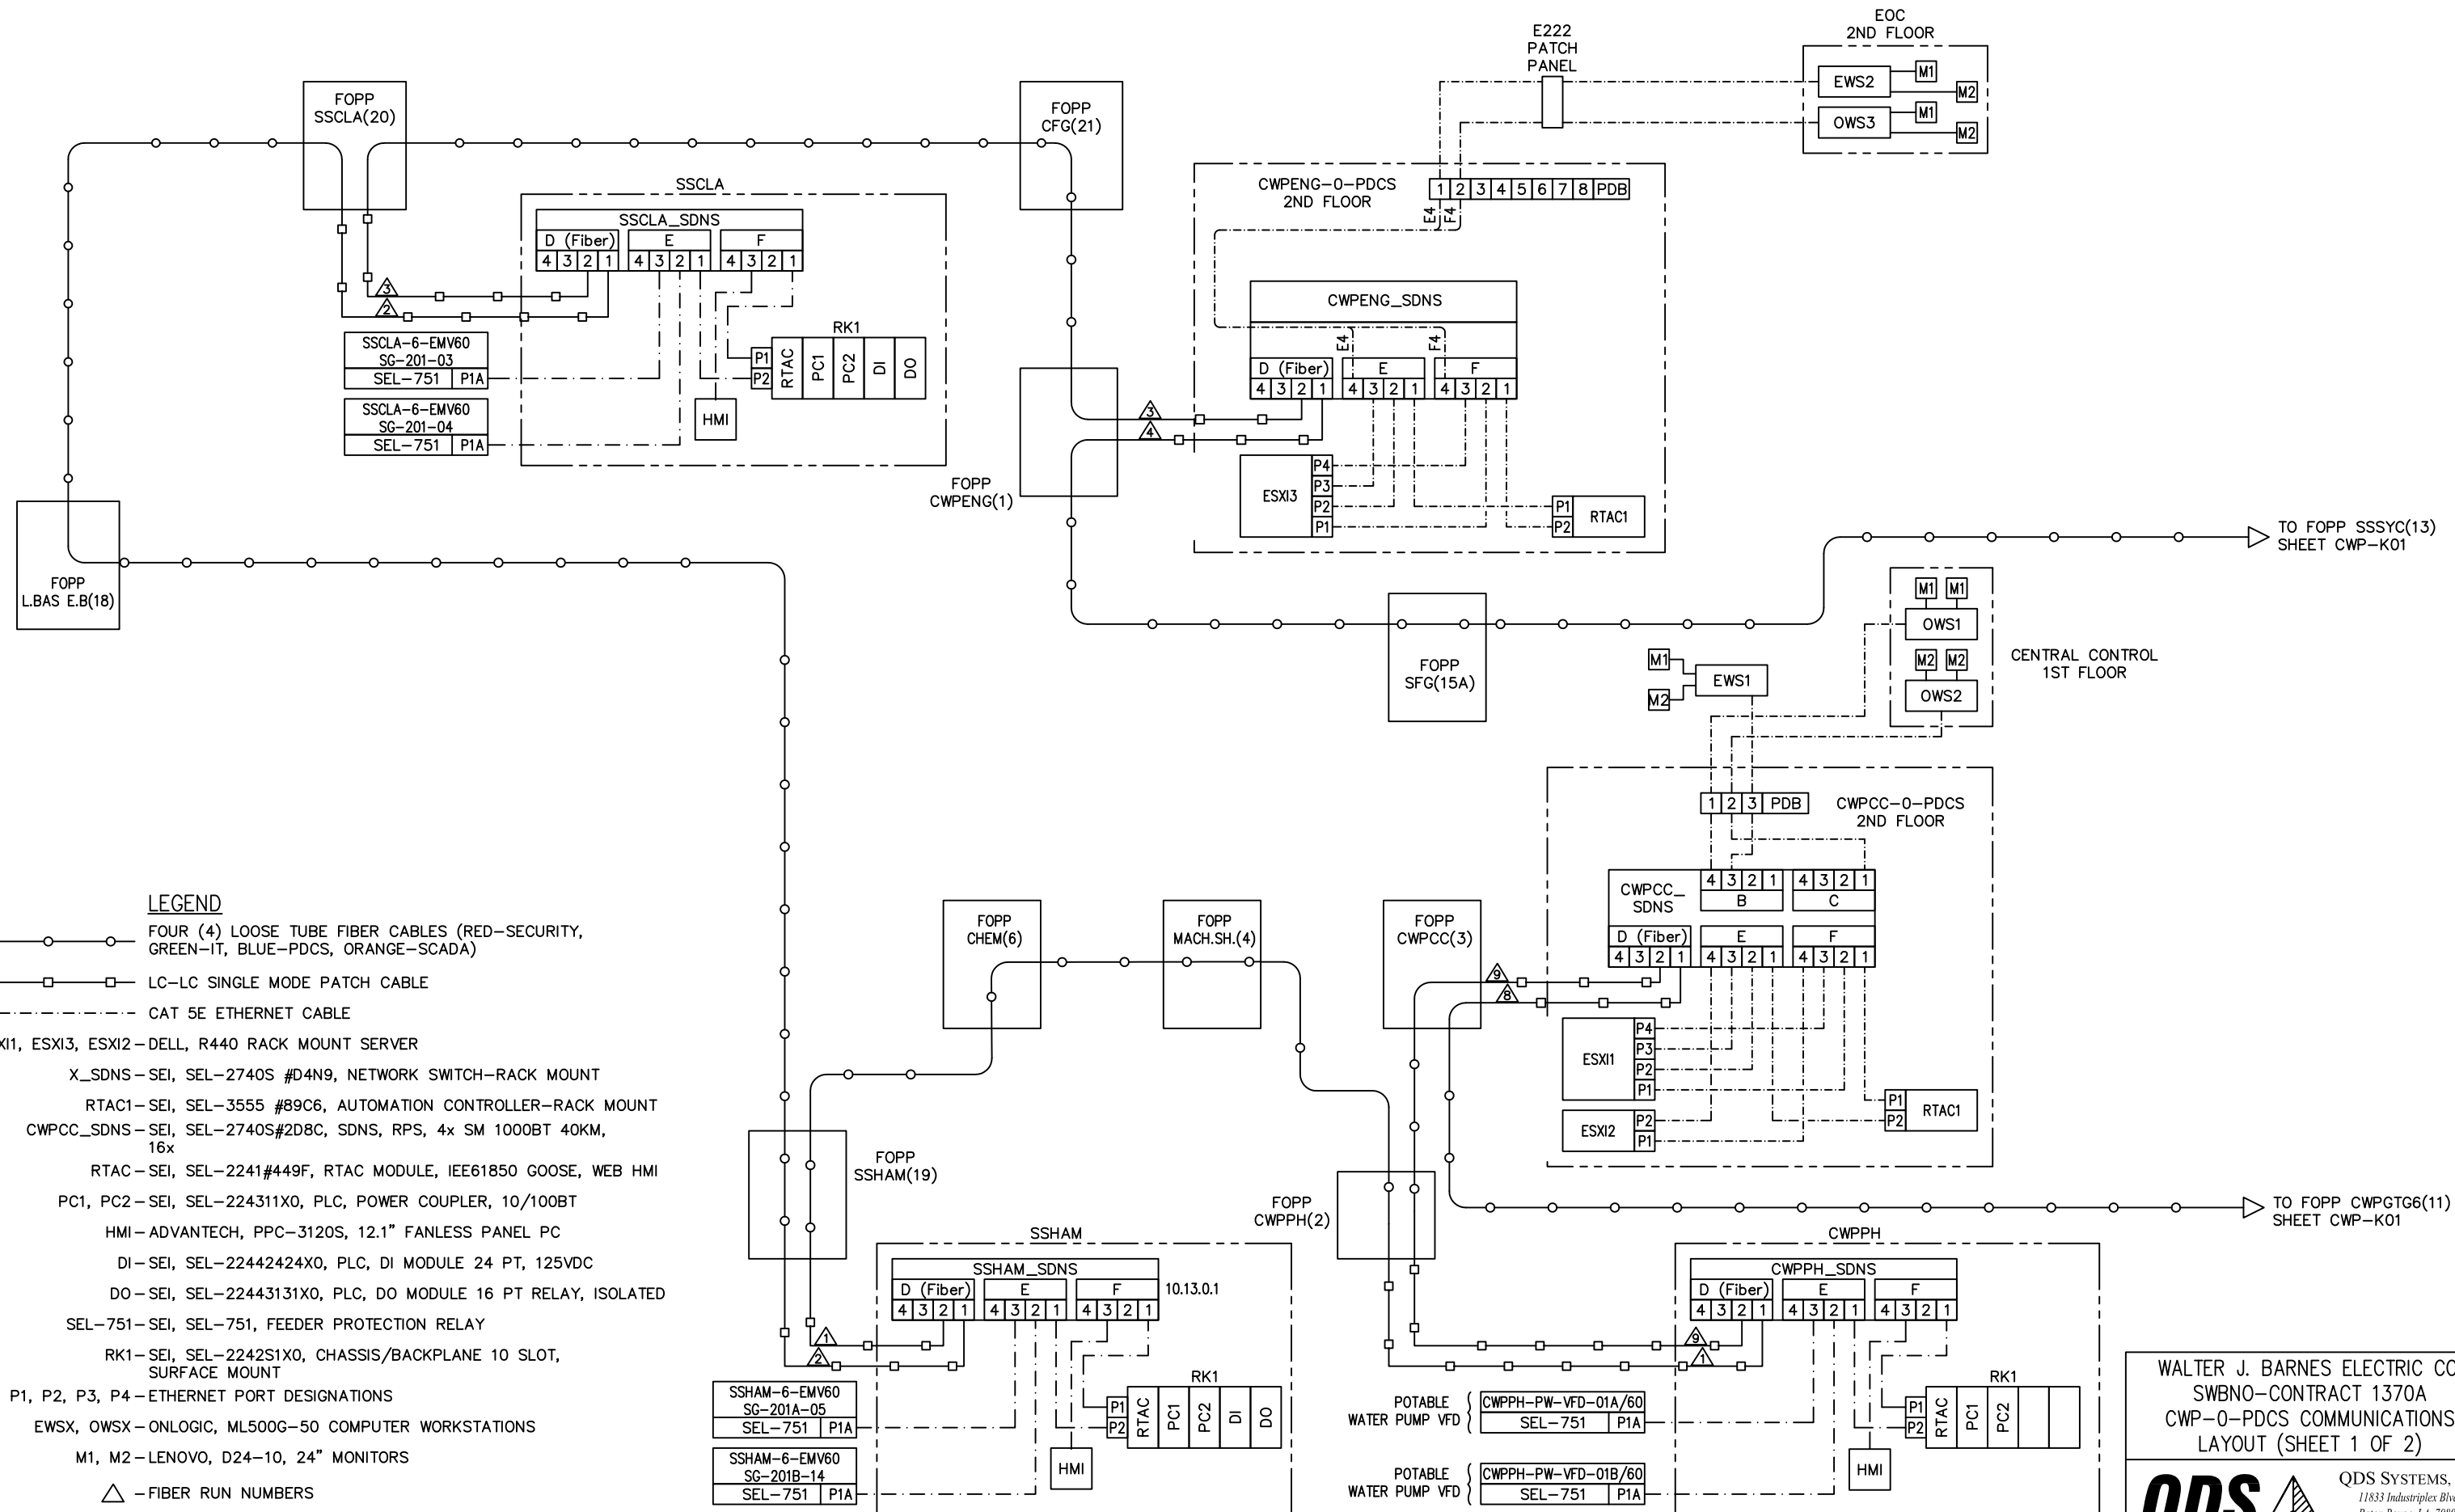 EOC
2ND FLOOR
E222
PATCH
PANEL
EWS2
M1
M2
OWS3
M1
M2
FOPP
SSCLA(20)
FOPP
CFG(21)
SSCLA
SSCLA_SDNS
D (Fiber) E F
4 3 2 1 4 3 2 1 4 3 2 1
3
2
SSCLA-6-EMV60
SG-201-03
SEL-751 P1A
SSCLA-6-EMV60
SG-201-04
SEL-751 P1A
HMI
RK1
P1
P2
RTAC PC1 PC2 DI DO
CWPENG-0-PDCS
2ND FLOOR
1 2 3 4 5 6 7 8 PDB
E4 F4
CWPENG_SDNS
E4 F4
D (Fiber) E F
4 3 2 1 4 3 2 1 4 3 2 1
3
4
FOPP
CWPENG(1)
ESXI3
P4
P3
P2
P1
P1
P2
RTAC1
FOPP
L.BAS E.B(18)
TO FOPP SSSYC(13)
SHEET CWP-K01
FOPP
SFG(15A)
M1
M2
EWS1
M1 M1
OWS1
M2 M2
OWS2
CENTRAL CONTROL
1ST FLOOR
1 2 3 PDB
CWPCC-0-PDCS
2ND FLOOR
CWPCC_
SDNS
4 3 2 1 4 3 2 1
B C
D (Fiber) E F
4 3 2 1 4 3 2 1 4 3 2 1
9
8
ESXI1
P4
P3
P2
P1
ESXI2
P2
P1
P1
P2
RTAC1
FOPP
CHEM(6)
FOPP
MACH.SH.(4)
FOPP
CWPCC(3)
FOPP
SSHAM(19)
FOPP
CWPPH(2)
TO FOPP CWPGTG6(11)
SHEET CWP-K01
LEGEND
FOUR (4) LOOSE TUBE FIBER CABLES (RED-SECURITY,
GREEN-IT, BLUE-PDCS, ORANGE-SCADA)
LC-LC SINGLE MODE PATCH CABLE
CAT 5E ETHERNET CABLE
XI1, ESXI3, ESXI2-DELL, R440 RACK MOUNT SERVER
X_SDNS-SEI, SEL-2740S #D4N9, NETWORK SWITCH-RACK MOUNT
RTAC1-SEI, SEL-3555 #89C6, AUTOMATION CONTROLLER-RACK MOUNT
CWPCC_SDNS-SEI, SEL-2740S#2D8C, SDNS, RPS, 4x SM 1000BT 40KM,
16x
RTAC-SEI, SEL-2241#449F, RTAC MODULE, IEE61850 GOOSE, WEB HMI
PC1, PC2-SEI, SEL-224311X0, PLC, POWER COUPLER, 10/100BT
HMI-ADVANTECH, PPC-3120S, 12.1" FANLESS PANEL PC
DI-SEI, SEL-22442424X0, PLC, DI MODULE 24 PT, 125VDC
DO-SEI, SEL-22443131X0, PLC, DO MODULE 16 PT RELAY, ISOLATED
SEL-751-SEI, SEL-751, FEEDER PROTECTION RELAY
RK1-SEI, SEL-2242S1X0, CHASSIS/BACKPLANE 10 SLOT,
SURFACE MOUNT
P1, P2, P3, P4-ETHERNET PORT DESIGNATIONS
EWSX, OWSX-ONLOGIC, ML500G-50 COMPUTER WORKSTATIONS
M1, M2-LENOVO, D24-10, 24" MONITORS
-FIBER RUN NUMBERS
SSHAM
SSHAM_SDNS
D (Fiber) E F
4 3 2 1 4 3 2 1 4 3 2 1
10.13.0.1
1
2
SSHAM-6-EMV60
SG-201A-05
SEL-751 P1A
SSHAM-6-EMV60
SG-201B-14
SEL-751 P1A
HMI
RK1
P1
P2
RTAC PC1 PC2 DI DO
CWPPH
CWPPH_SDNS
D (Fiber) E F
4 3 2 1 4 3 2 1 4 3 2 1
9
1
POTABLE
WATER PUMP VFD
CWPPH-PW-VFD-01A/60
SEL-751 P1A
POTABLE
WATER PUMP VFD
CWPPH-PW-VFD-01B/60
SEL-751 P1A
HMI
RK1
P1
P2
RTAC PC1 PC2
WALTER J. BARNES ELECTRIC CO
SWBNO-CONTRACT 1370A
CWP-0-PDCS COMMUNICATIONS
LAYOUT (SHEET 1 OF 2)
QDS
QDS SYSTEMS,
11833 Industriplex Blv